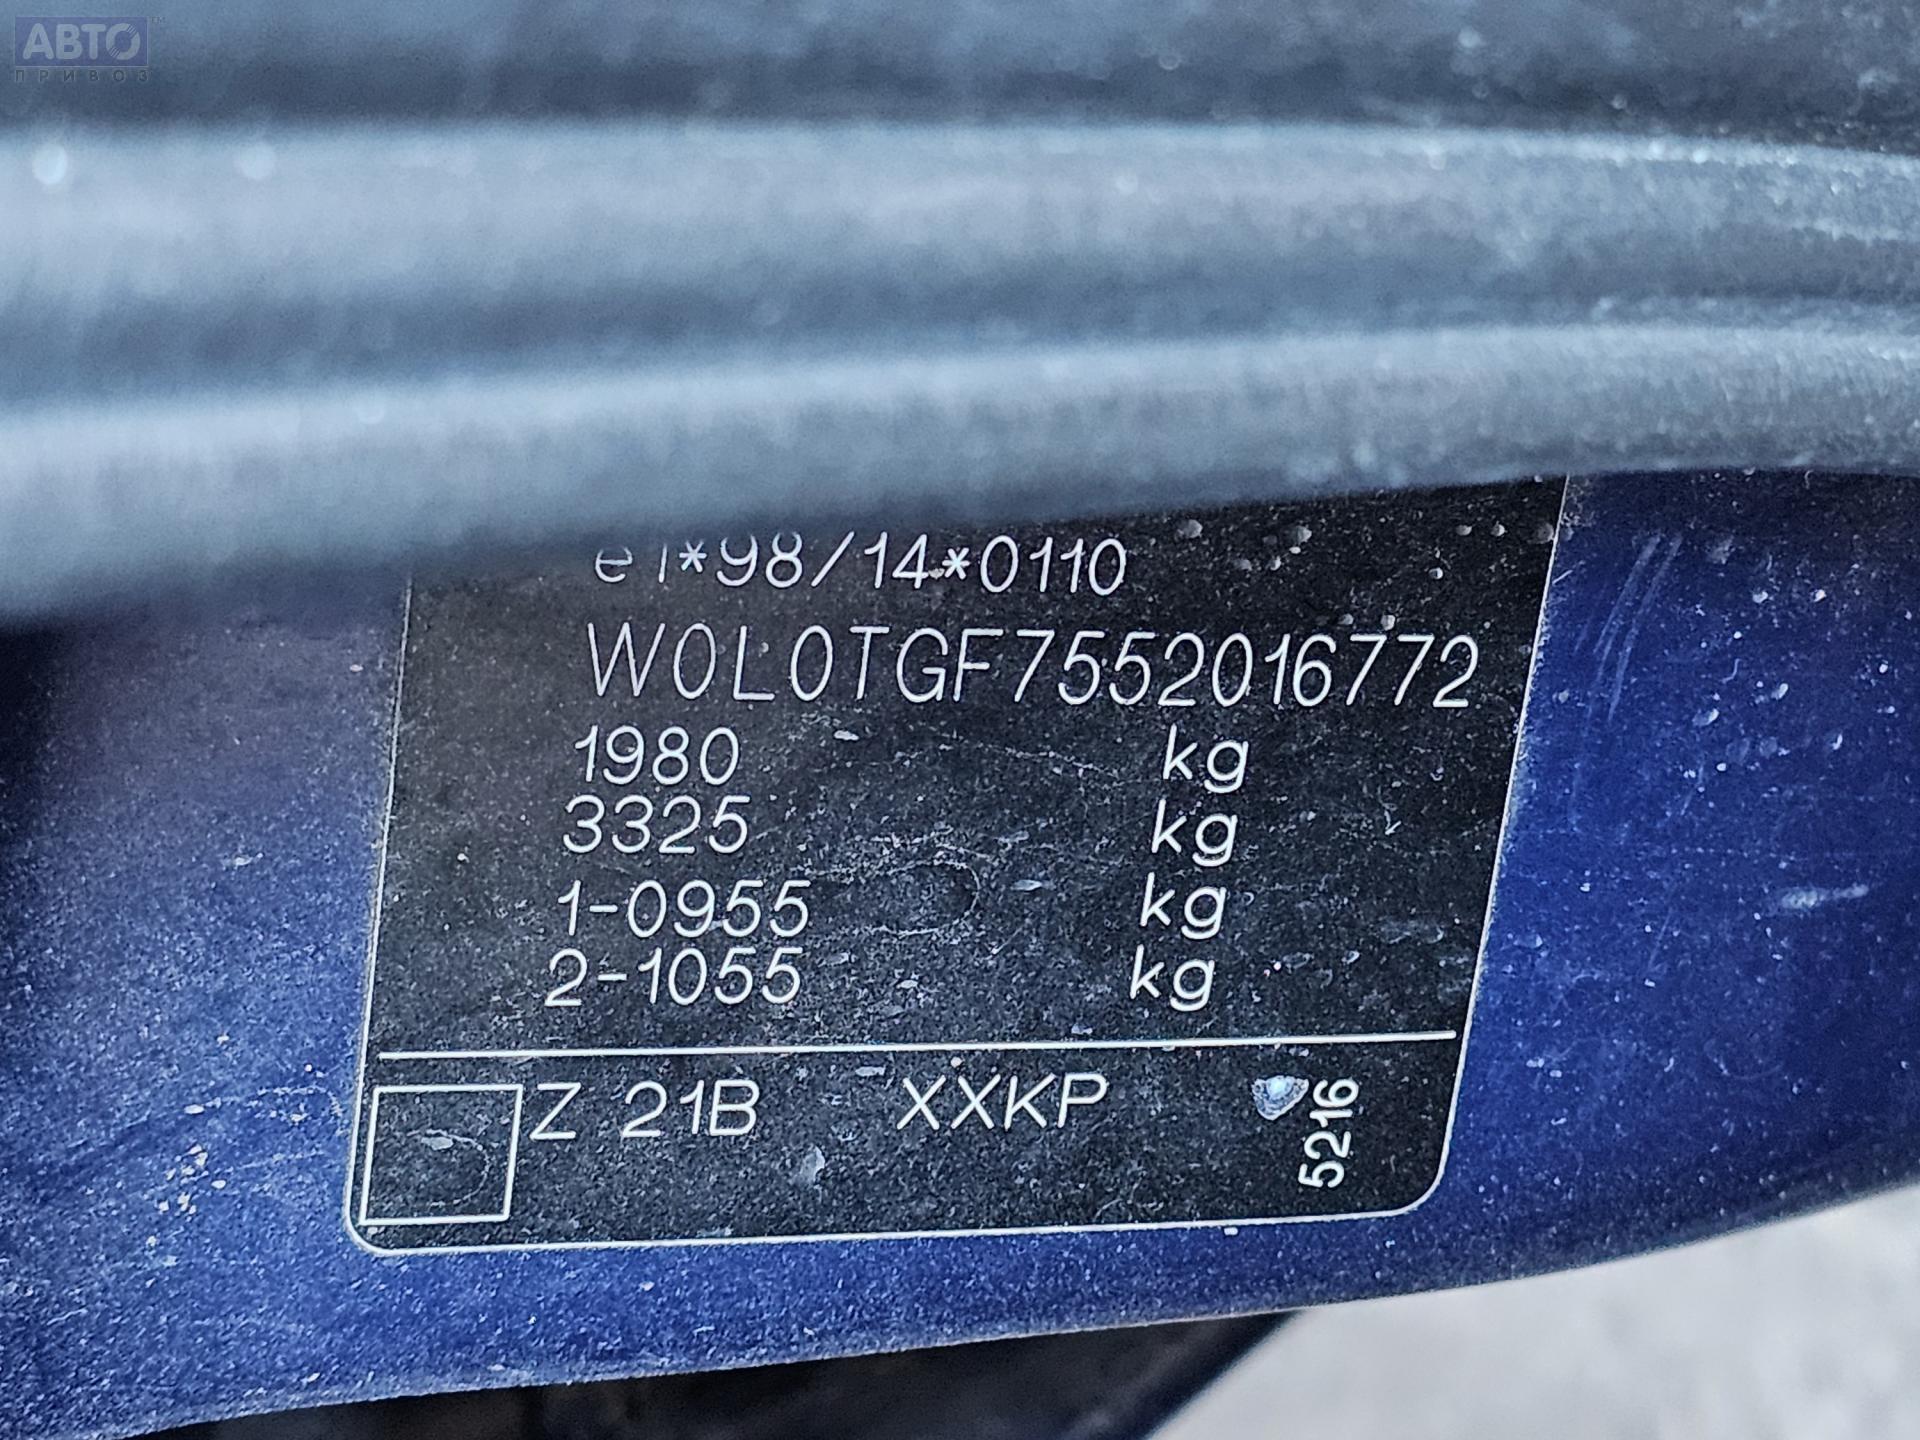 АВТО™
ПРИВОЗ
e1*98/14*0110
W0L0TGF7552016772
1980 kg
3325 kg
1-0955 kg
2-1055 kg
Z 21B XXKP
5216